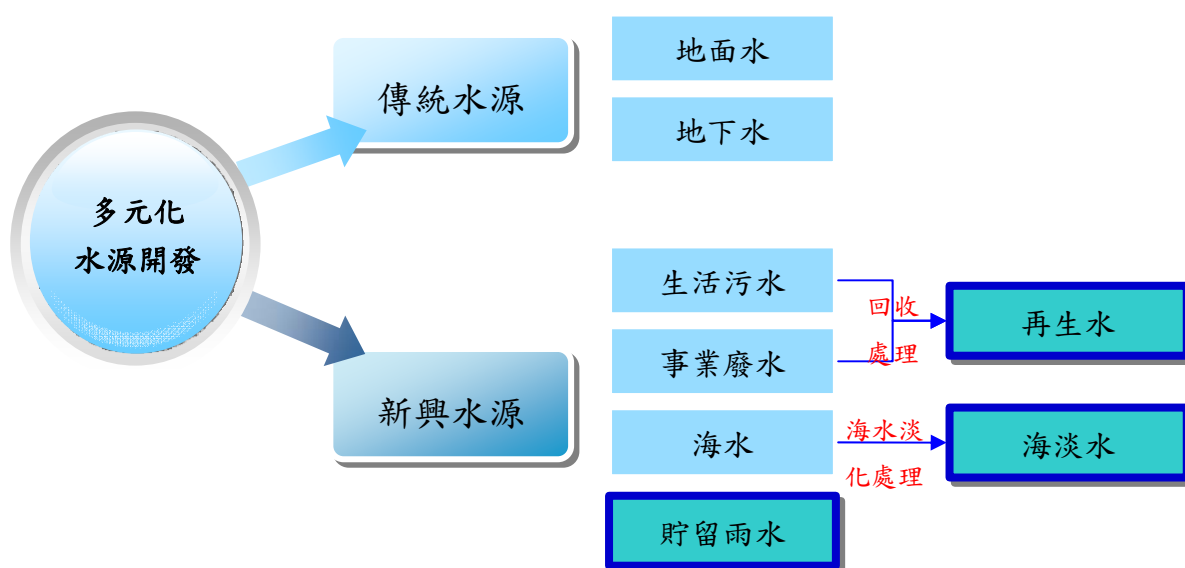 多元化
水源開發
傳統水源
地面水
地下水
新興水源
生活污水
事業廢水
回收
處理
再生水
海水
海水淡
化處理
海淡水
貯留雨水